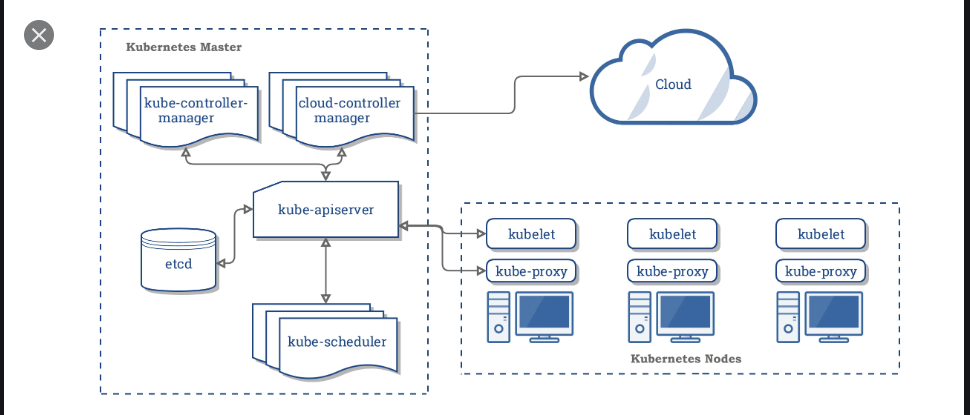 Kubernetes Master
kube-controller-
manager
cloud-controller
manager
Cloud
kube-apiserver
etcd
kube-scheduler
kubelet
kubelet
kubelet
kube-proxy
kube-proxy
kube-proxy
Kubernetes Nodes